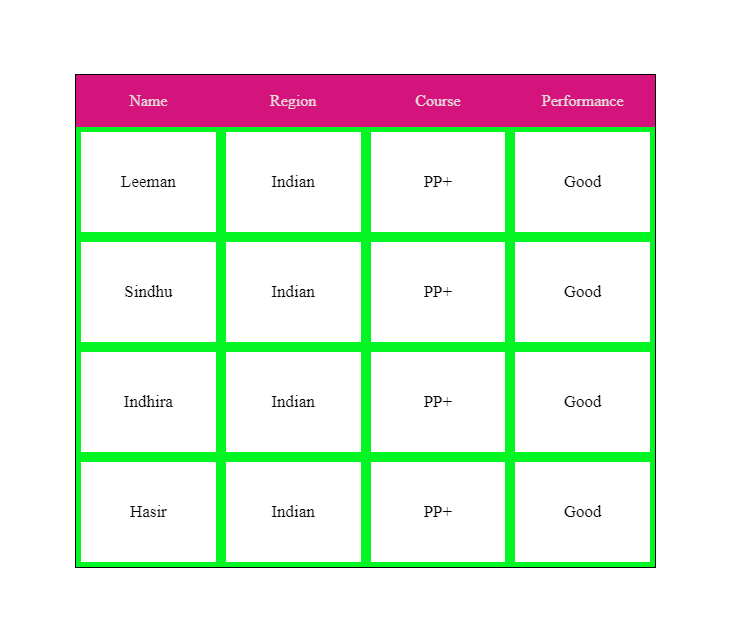 Name Region Course Performance
Leeman Indian PP+ Good
Sindhu Indian PP+ Good
Indhira Indian PP+ Good
Hasir Indian PP+ Good